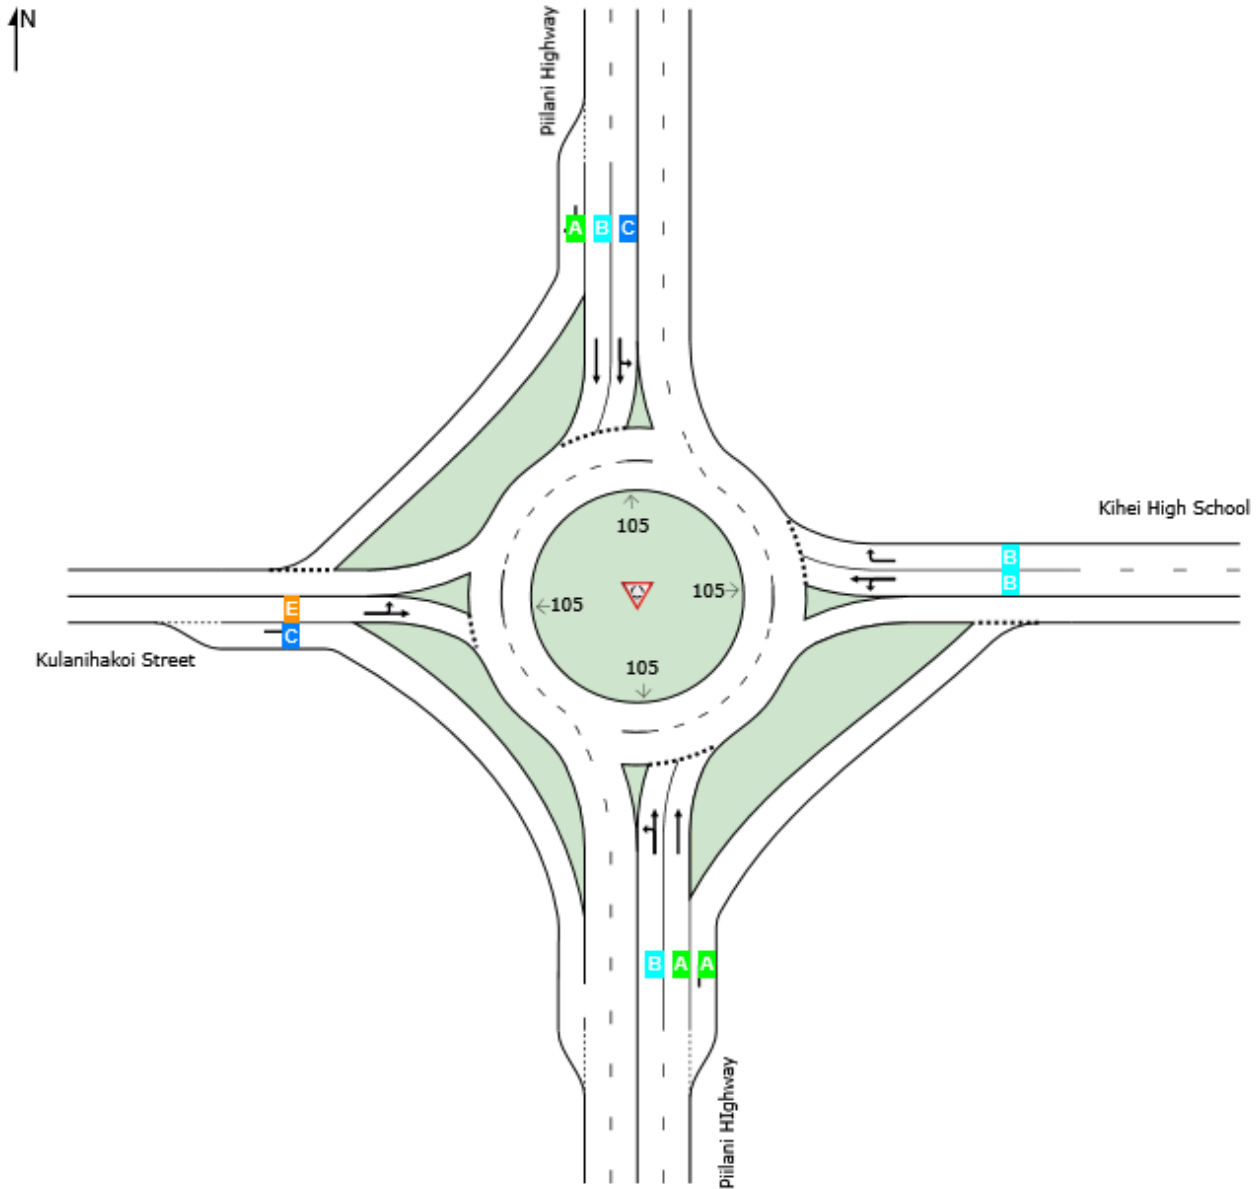 N
Piilani Highway
A B C
105
Kihei High School
B
B
105
105
E
C
105
Kulanihakoi Street
B A A
Piilani HIghway